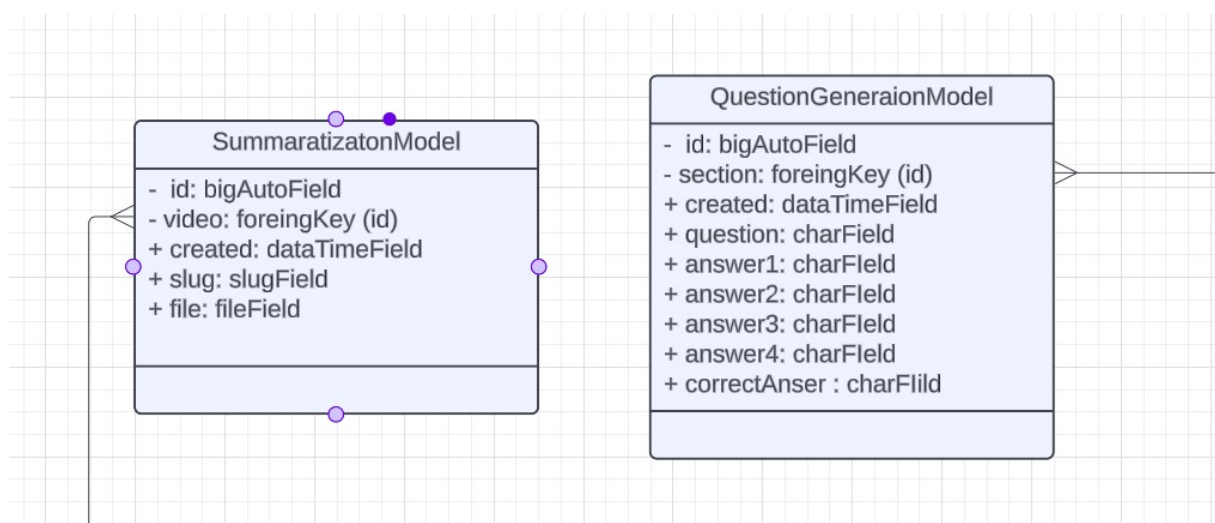 SummaratizatonModel
- id: bigAutoField
- video: foreingKey (id)
+ created: dataTimeField
+ slug: slugField
+ file: fileField
QuestionGeneraionModel
- id: bigAutoField
- section: foreingKey (id)
+ created: dataTimeField
+ question: charField
+ answer1: charFIeld
+ answer2: charFIeld
+ answer3: charFIeld
+ answer4: charFIeld
+ correctAnser : charFIild